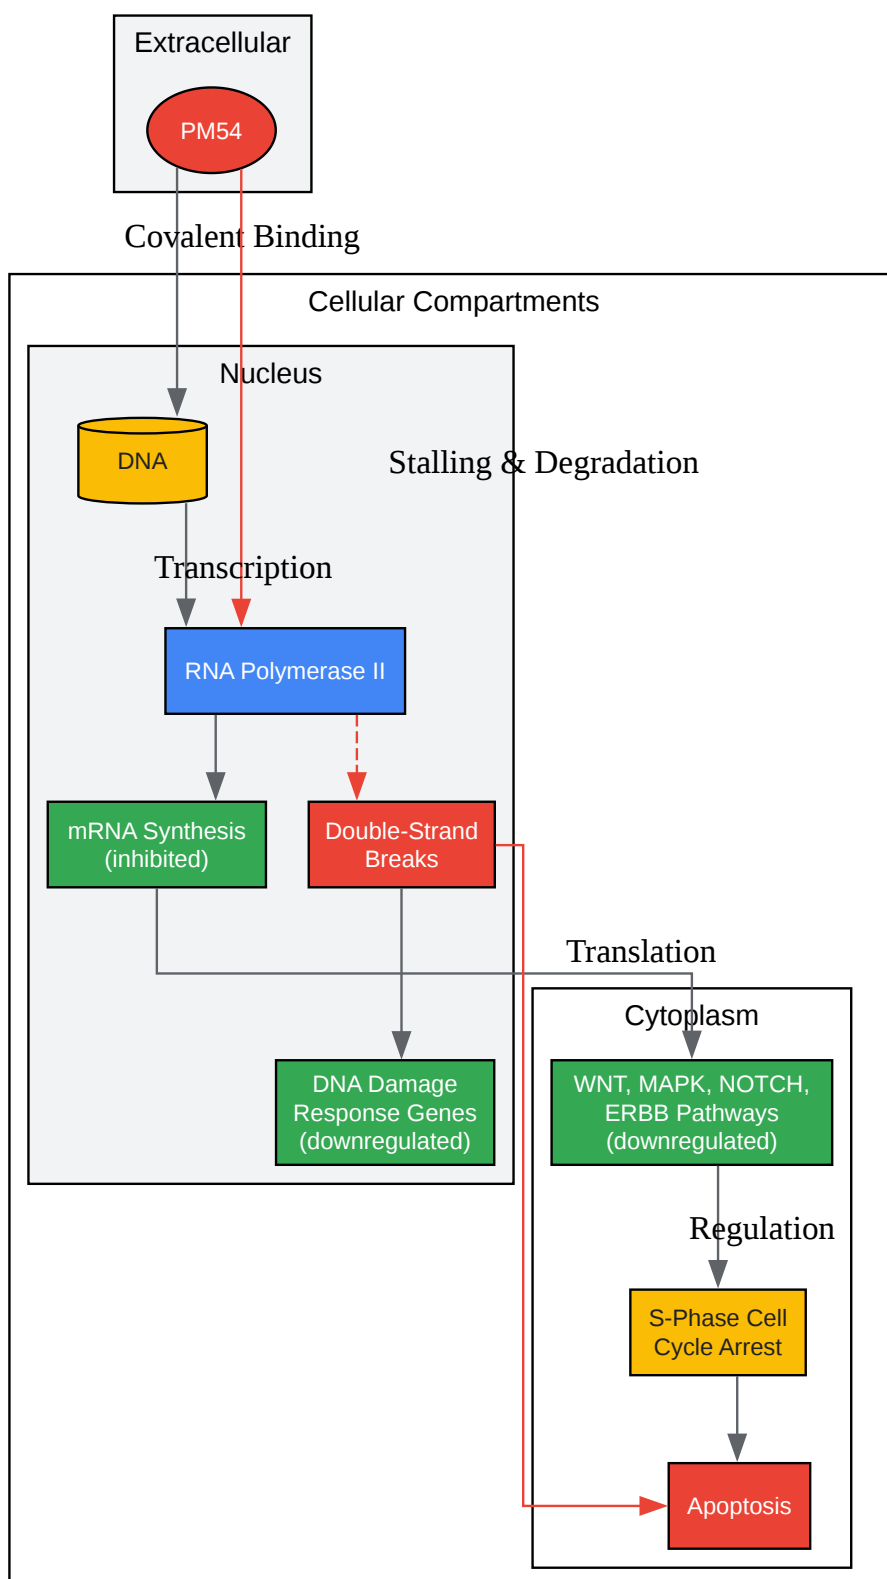 Extracellular
PM54
Covalent Binding
Cellular Compartments
Nucleus
DNA
Stalling & Degradation
Transcription
RNA Polymerase II
mRNA Synthesis
(inhibited)
Double-Strand
Breaks
Translation
Cytoplasm
DNA Damage
Response Genes
(downregulated)
WNT, MAPK, NOTCH,
ERBB Pathways
(downregulated)
Regulation
S-Phase Cell
Cycle Arrest
Apoptosis